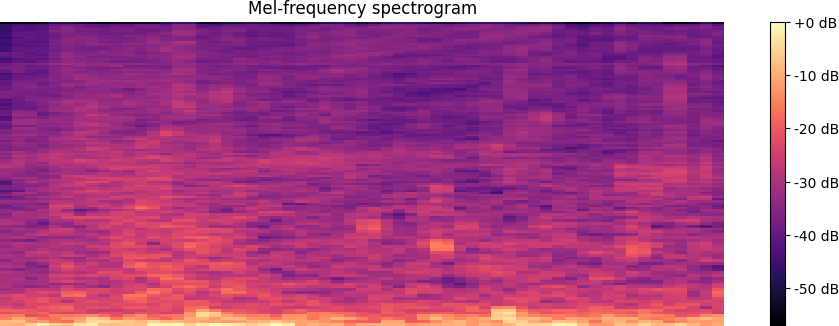 Mel-frequency spectrogram
+0 dB
-10 dB
-20 dB
-30 dB
-40 dB
-50 dB